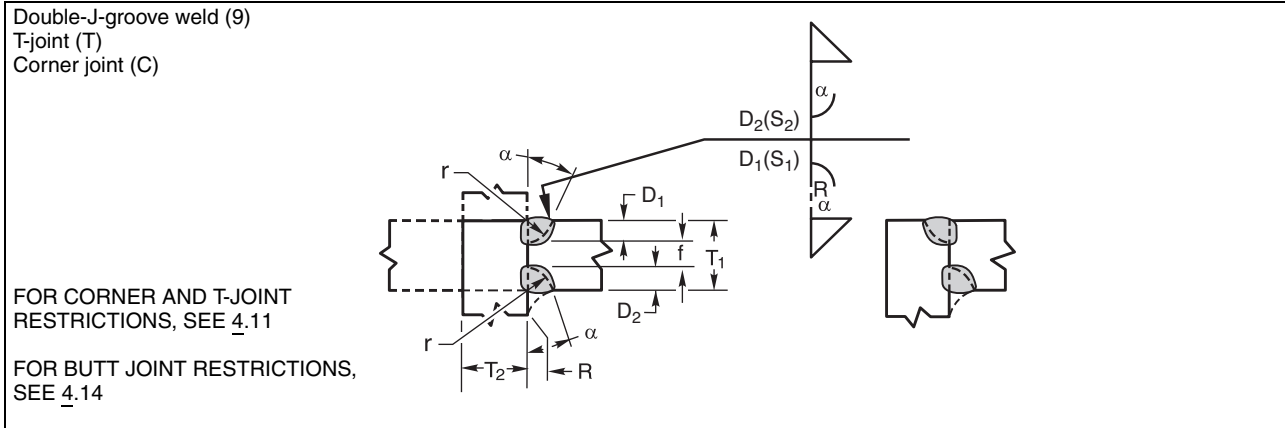 Double-J-groove weld (9)
T-joint (T)
Corner joint (C)
α
D₂(S₂)
D₁(S₁)
R
α
α
r
D₁
f
T₁
D₂
r
α
T₂
R
FOR CORNER AND T-JOINT
RESTRICTIONS, SEE 4.11
FOR BUTT JOINT RESTRICTIONS,
SEE 4.14